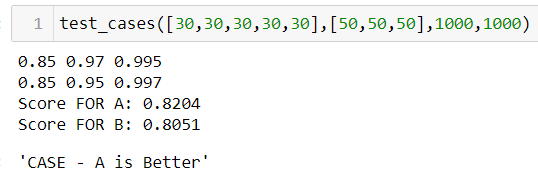 1 test_cases([30,30,30,30,30],[50,50,50],1000,1000)
0.85 0.97 0.995
0.85 0.95 0.997
Score FOR A: 0.8204
Score FOR B: 0.8051
'CASE - A is Better'